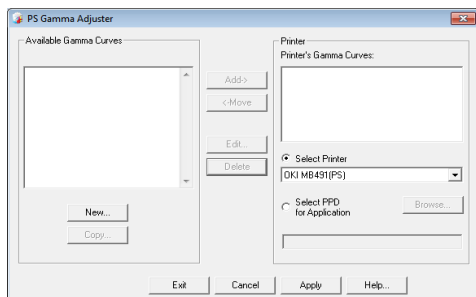 PS Gamma Adjuster
Available Gamma Curves
New...
Copy...
Add->
<-Move
Edit...
Delete
Printer
Printer's Gamma Curves:
Select Printer
OKI MB491(PS)
Select PPD
for Application
Browse...
Exit
Cancel
Apply
Help...